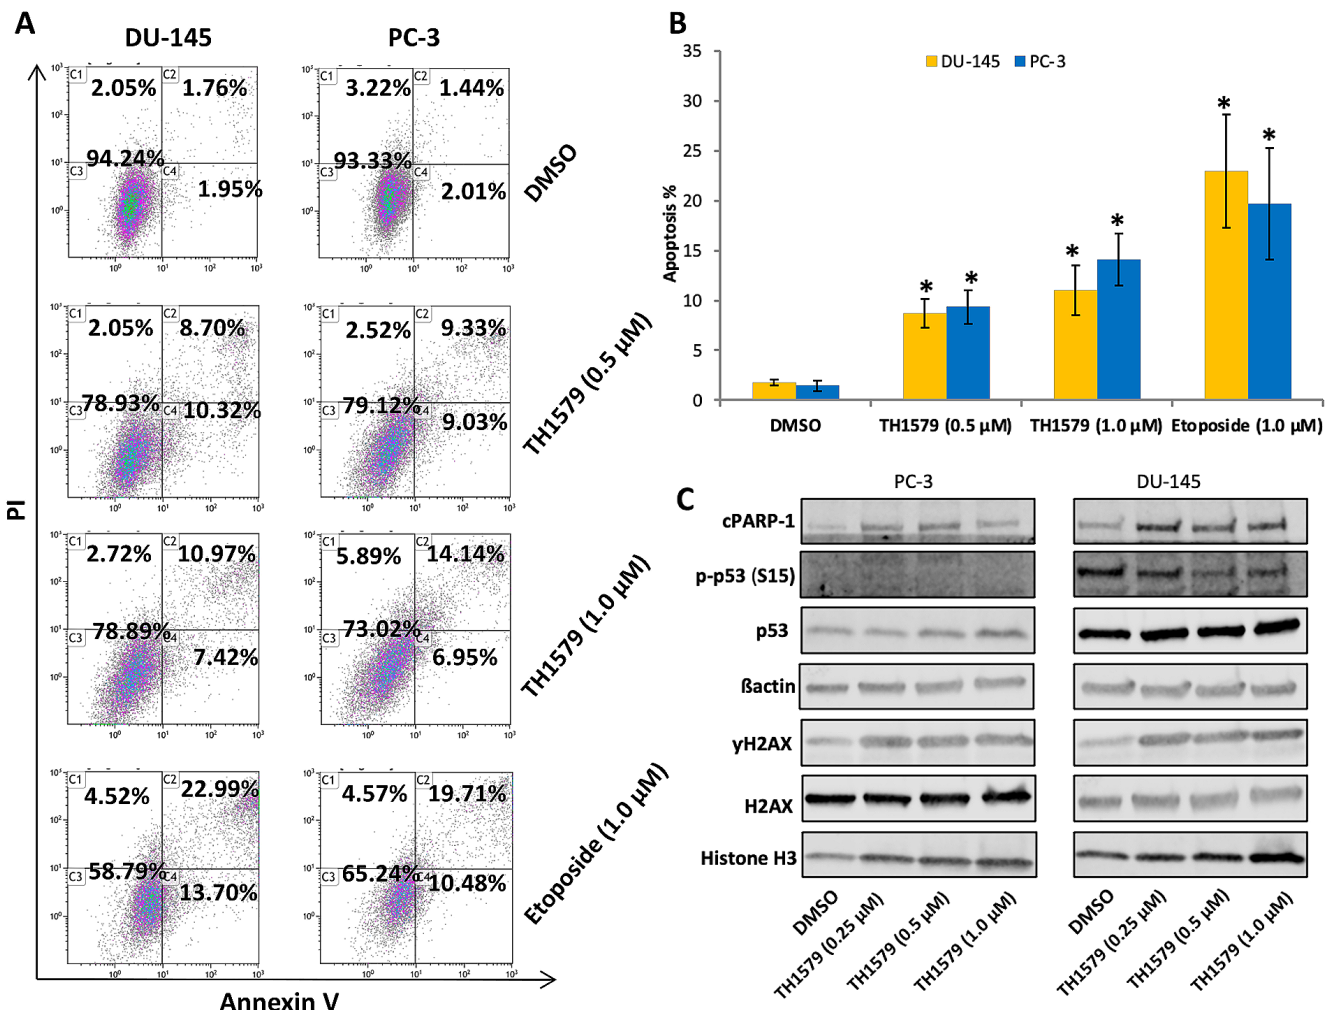 A
DU-145
PC-3
C1
2.05%
C2
1.76%
94.24%
C3
C4
1.95%
C1
3.22%
C2
1.44%
93.33%
C3
C4
2.01%
DMSO
C1
2.05%
C2
8.70%
C3
78.93%
C4
10.32%
C1
2.52%
C2
9.33%
C3
79.12%
C4
9.03%
TH1579 (0.5 µM)
C1
2.72%
C2
10.97%
C3
78.89%
C4
7.42%
C1
5.89%
C2
14.14%
C3
73.02%
C4
6.95%
TH1579 (1.0 µM)
C1
4.52%
C2
22.99%
C3
58.79%
C4
13.70%
C1
4.57%
C2
19.71%
C3
65.24%
C4
10.48%
Etoposide (1.0 µM)
PI
Annexin V
B
35
30
25
20
15
10
5
0
Apoptosis %
DU-145 PC-3
* * * * * *
DMSO TH1579 (0.5 µM) TH1579 (1.0 µM) Etoposide (1.0 µM)
C
PC-3 DU-145
cPARP-1
p-p53 (S15)
p53
ßactin
yH2AX
H2AX
Histone H3
DMSO
TH1579 (0.25 µM)
TH1579 (0.5 µM)
TH1579 (1.0 µM)
DMSO
TH1579 (0.25 µM)
TH1579 (0.5 µM)
TH1579 (1.0 µM)